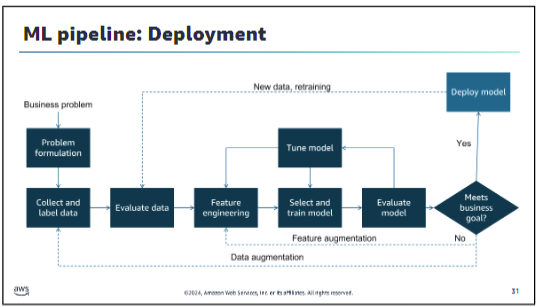 ML pipeline: Deployment
New data, retraining
Deploy model
Business problem
Yes
Problem
formulation
Tune model
Collect and
label data
Evaluate data
Feature
engineering
Select and
train model
Evaluate
model
Meets
business
goal?
Feature augmentation
No
Data augmentation
aws
©2024, Amazon Web Services, Inc. or its affiliates. All rights reserved.
31